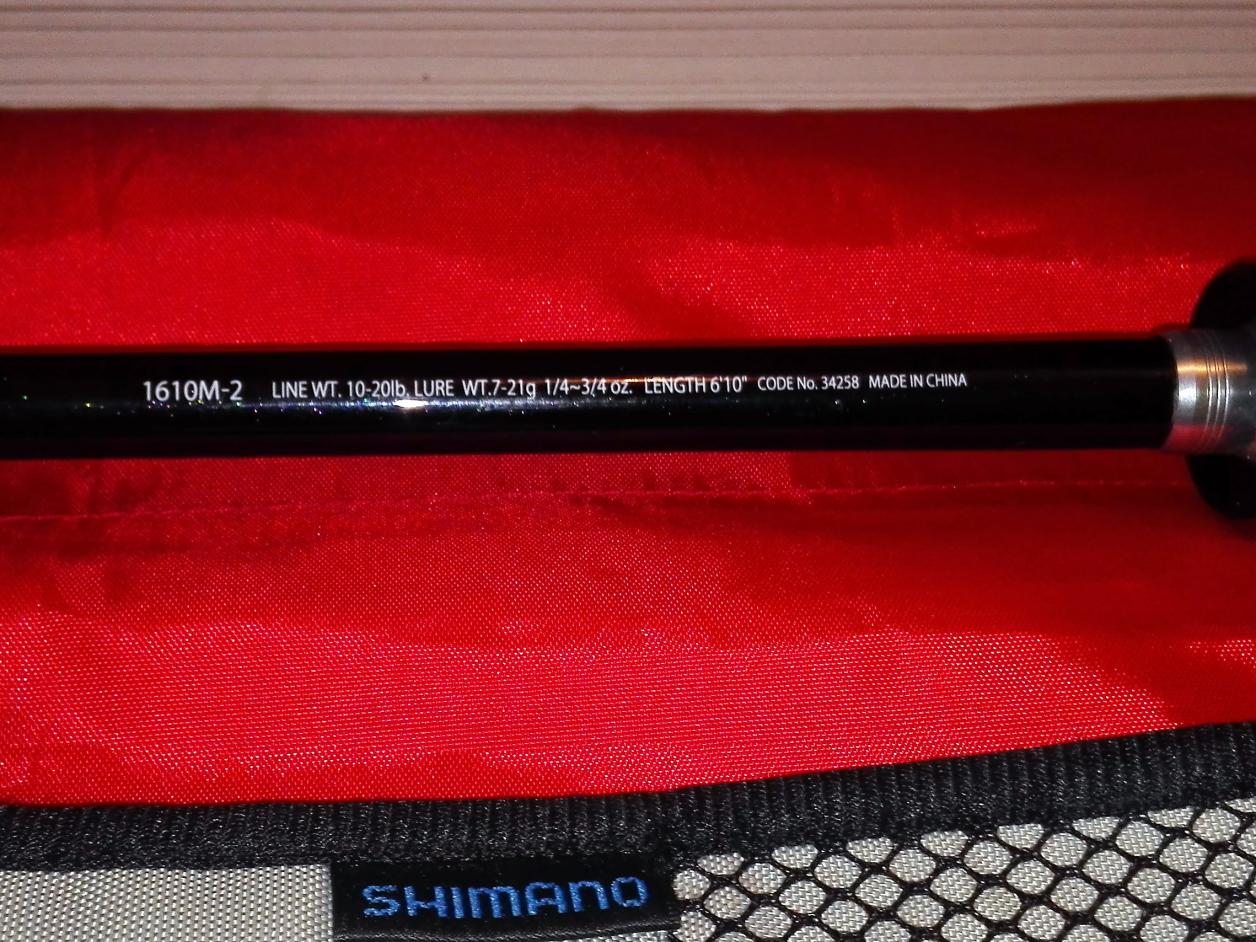 1610M-2 LINE WT. 10-20lb. LURE WT.7-21g 1/4~3/4 oz. LENGTH 6'10" CODE No. 34258 MADE IN CHINA
SHIMANO